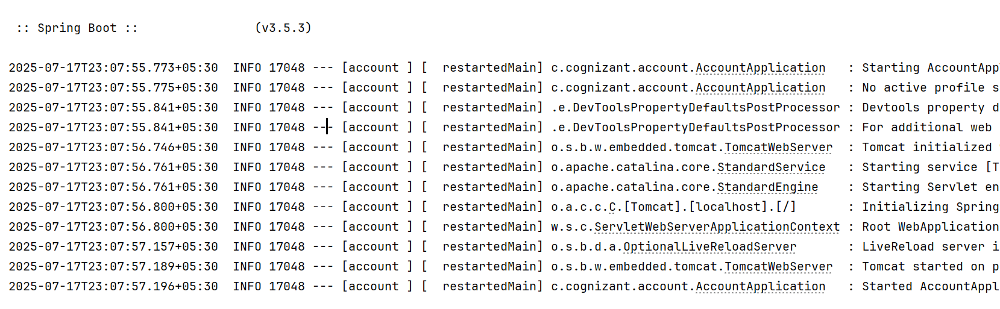 :: Spring Boot ::                (v3.5.3)
2025-07-17T23:07:55.773+05:30  INFO 17048 --- [account ] [  restartedMain] c.cognizant.account.AccountApplication   : Starting AccountApp
2025-07-17T23:07:55.775+05:30  INFO 17048 --- [account ] [  restartedMain] c.cognizant.account.AccountApplication   : No active profile s
2025-07-17T23:07:55.841+05:30  INFO 17048 --- [account ] [  restartedMain] .e.DevToolsPropertyDefaultsPostProcessor : Devtools property d
2025-07-17T23:07:55.841+05:30  INFO 17048 --- [account ] [  restartedMain] .e.DevToolsPropertyDefaultsPostProcessor : For additional web
2025-07-17T23:07:56.746+05:30  INFO 17048 --- [account ] [  restartedMain] o.s.b.w.embedded.tomcat.TomcatWebServer  : Tomcat initialized
2025-07-17T23:07:56.761+05:30  INFO 17048 --- [account ] [  restartedMain] o.apache.catalina.core.StandardService   : Starting service [T
2025-07-17T23:07:56.761+05:30  INFO 17048 --- [account ] [  restartedMain] o.apache.catalina.core.StandardEngine    : Starting Servlet en
2025-07-17T23:07:56.800+05:30  INFO 17048 --- [account ] [  restartedMain] o.a.c.c.C.[Tomcat].[localhost].[/]       : Initializing Spring
2025-07-17T23:07:56.800+05:30  INFO 17048 --- [account ] [  restartedMain] w.s.c.ServletWebServerApplicationContext : Root WebApplication
2025-07-17T23:07:57.157+05:30  INFO 17048 --- [account ] [  restartedMain] o.s.b.d.a.OptionalLiveReloadServer       : LiveReload server i
2025-07-17T23:07:57.189+05:30  INFO 17048 --- [account ] [  restartedMain] o.s.b.w.embedded.tomcat.TomcatWebServer  : Tomcat started on p
2025-07-17T23:07:57.196+05:30  INFO 17048 --- [account ] [  restartedMain] c.cognizant.account.AccountApplication   : Started AccountAppl